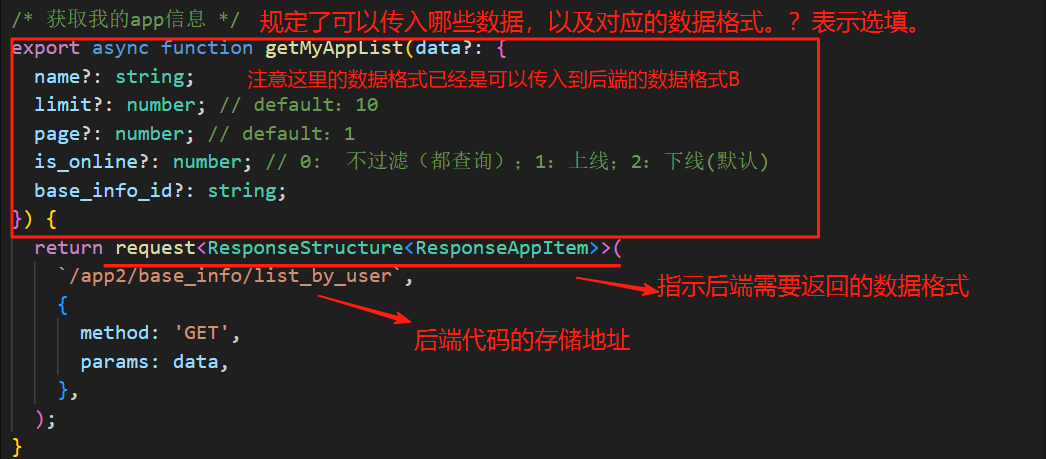 /* 获取我的app信息 */ 规定了可以传入哪些数据，以及对应的数据格式。？表示选填。
export async function getMyAppList(data?: {
name?: string; 注意这里的数据格式已经是可以传入到后端的数据格式B
limit?: number; // default：10
page?: number; // default：1
is_online?: number; // 0： 不过滤（都查询）；1：上线；2：下线(默认)
base_info_id?: string;
}) {
return request<ResponseStructure<ResponseAppItem>>(
`/app2/base_info/list_by_user`,
指示后端需要返回的数据格式
{
method: 'GET',
后端代码的存储地址
params: data,
},
);
}